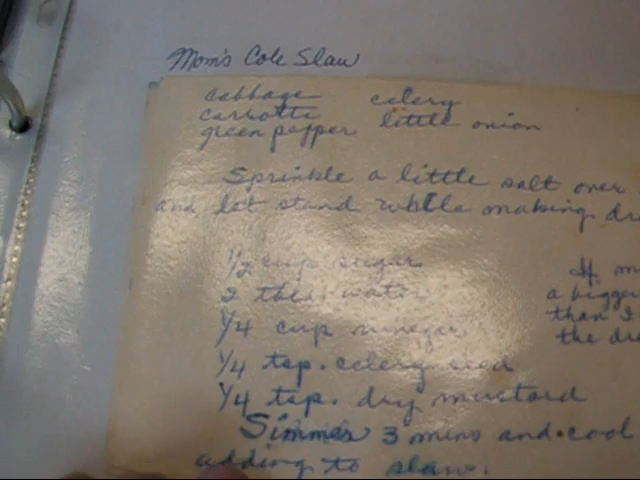 Mom's Cole Slaw
cabbage celery
carrotts
green pepper little onion
Sprinkle a little salt over
and let stand while making
1/2 cup sugar If
2 tbs. water a bigger
1/4 cup vinegar than I
1/4 tsp. celery seed the
1/4 tsp. dry mustard
Simmer 3 mins and cool
adding to slaw.